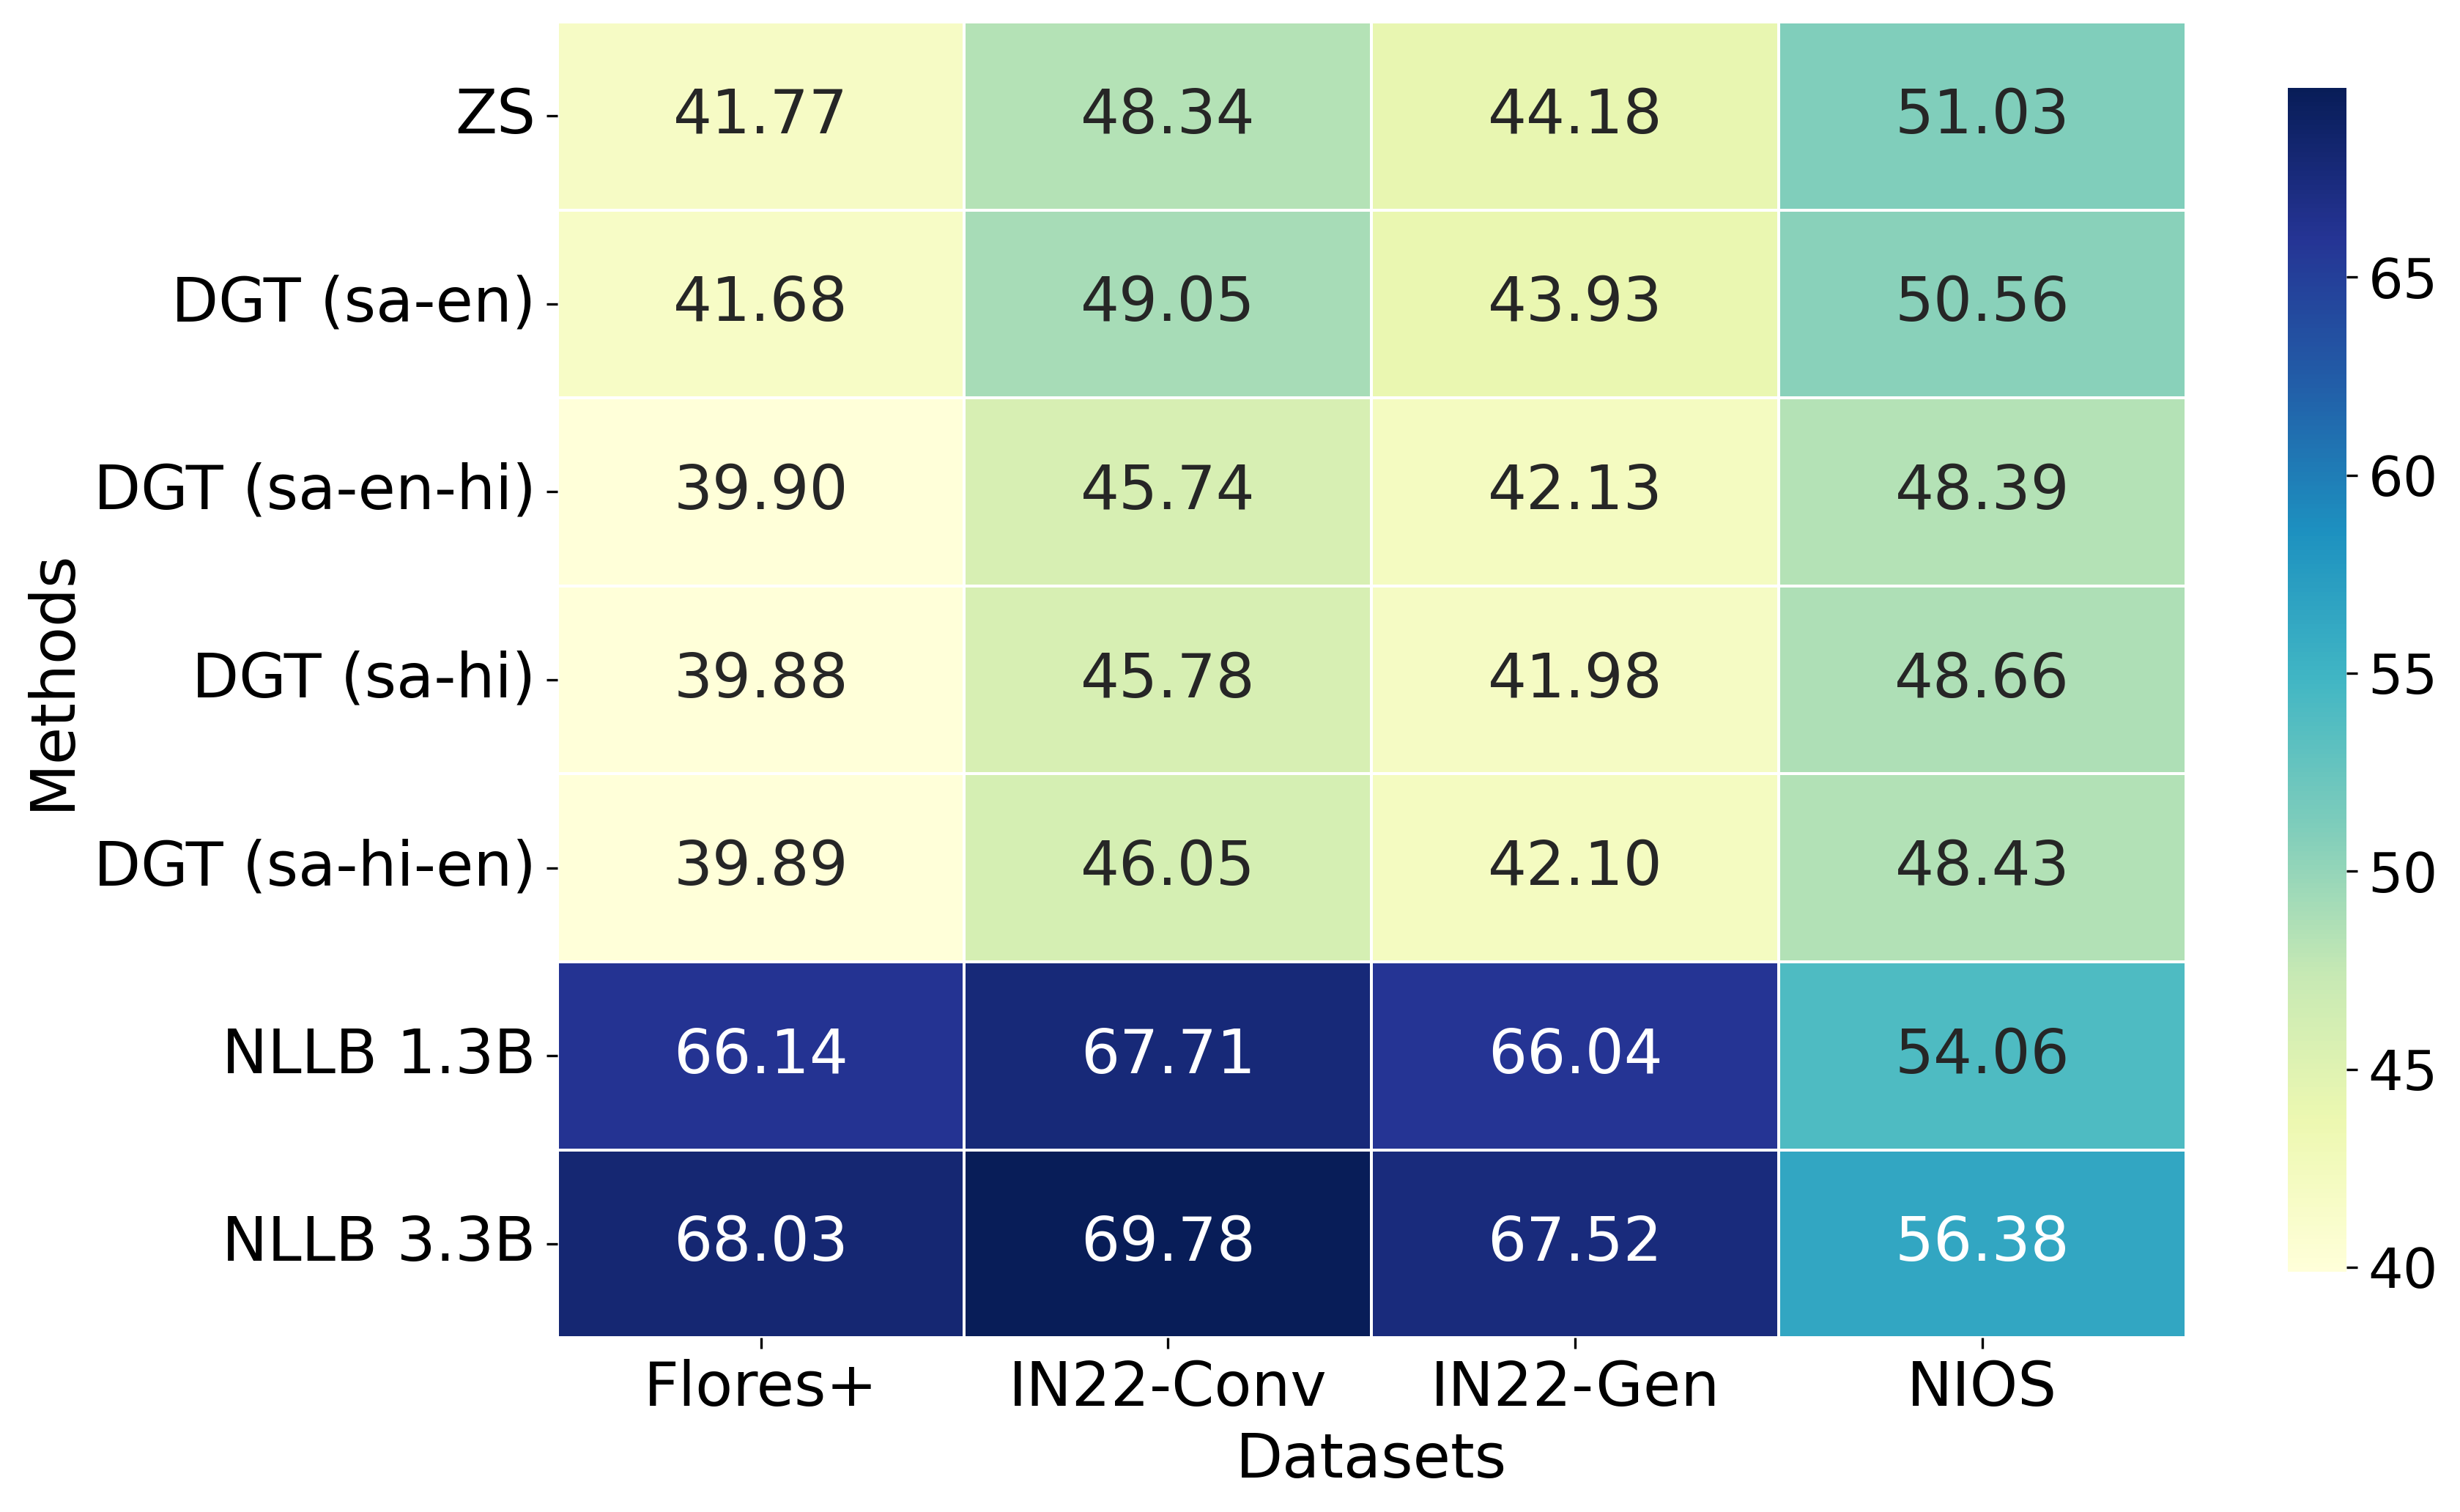 ZS 41.77 48.34 44.18 51.03
DGT (sa-en) 41.68 49.05 43.93 50.56
DGT (sa-en-hi) 39.90 45.74 42.13 48.39
DGT (sa-hi) 39.88 45.78 41.98 48.66
DGT (sa-hi-en) 39.89 46.05 42.10 48.43
NLLB 1.3B 66.14 67.71 66.04 54.06
NLLB 3.3B 68.03 69.78 67.52 56.38
Flores+ IN22-Conv IN22-Gen NIOS
Datasets
Methods
65
60
55
50
45
40